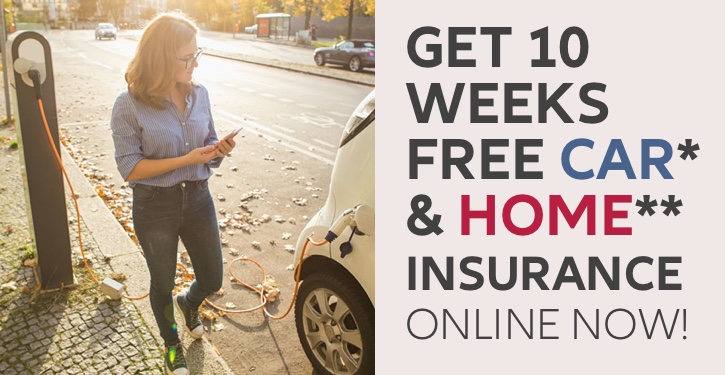 GET 10
WEEKS
FREE CAR*
& HOME**
INSURANCE
ONLINE NOW!